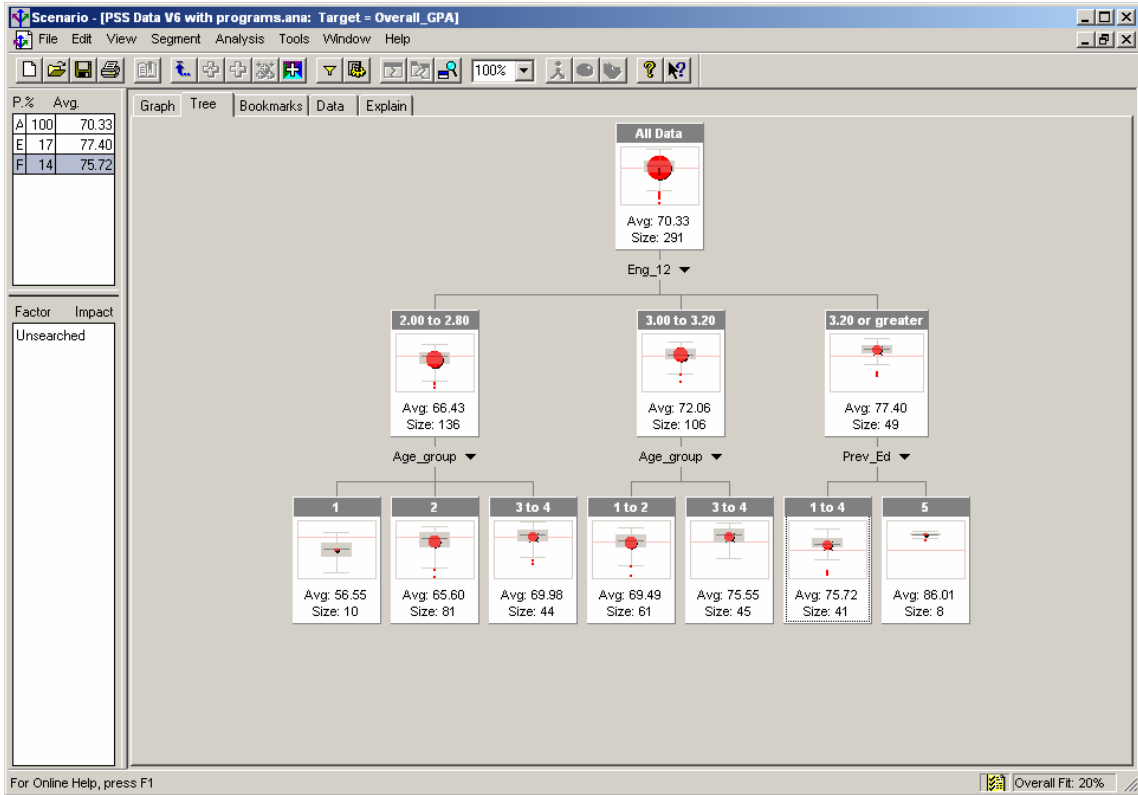 Scenario - [PSS Data V6 with programs.ana: Target = Overall_GPA]
File Edit View Segment Analysis Tools Window Help
100%
P.% Avg.
A 100 70.33
E 17 77.40
F 14 75.72
Factor Impact
Unsearched
Graph Tree Bookmarks Data Explain
All Data
Avg: 70.33
Size: 291
Eng_12
2.00 to 2.80 3.00 to 3.20 3.20 or greater
Avg: 66.43 Avg: 72.06 Avg: 77.40
Size: 136 Size: 106 Size: 49
Age_group Age_group Prev_Ed
1 2 3 to 4 1 to 2 3 to 4 1 to 4 5
Avg: 56.55 Avg: 65.60 Avg: 69.98 Avg: 69.49 Avg: 75.55 Avg: 75.72 Avg: 86.01
Size: 10 Size: 81 Size: 44 Size: 61 Size: 45 Size: 41 Size: 8
For Online Help, press F1 Overall Fit: 20%